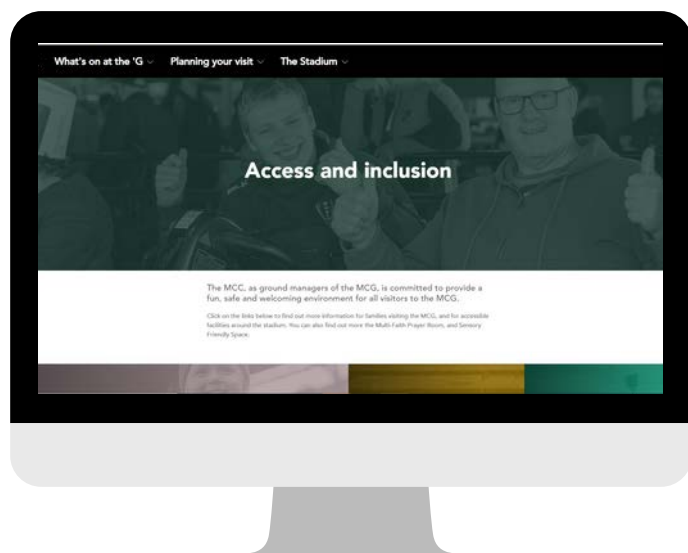 What's on at the 'G
Planning your visit
The Stadium
Access and inclusion
The MCC, as ground managers of the MCG, is committed to provide a
fun, safe and welcoming environment for all visitors to the MCG.
Click on the links below to find out more information for families visiting the MCG, and for accessible
facilities around the stadium. You can also find out more the Multi-Faith Prayer Room, and Sensory
Friendly Space.